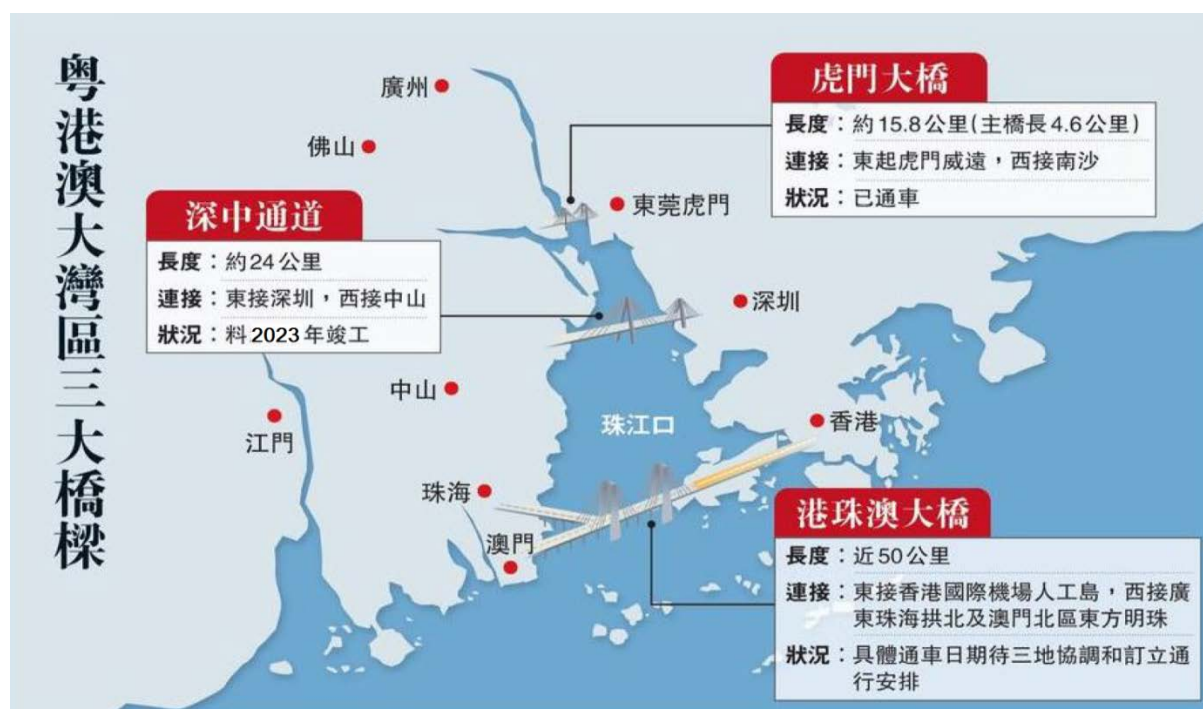 粤港澳大灣區三大橋樑
廣州
佛山
虎門大橋
長度：約15.8公里(主橋長4.6公里)
連接：東起虎門威遠，西接南沙
狀況：已通車
東莞虎門
深中通道
長度：約24公里
連接：東接深圳，西接中山
狀況：料2023年竣工
深圳
中山
江門
珠江口
香港
珠海
澳門
港珠澳大橋
長度：近50公里
連接：東接香港國際機場人工島，西接廣
東珠海拱北及澳門北區東方明珠
狀況：具體通車日期待三地協調和訂立通
行安排